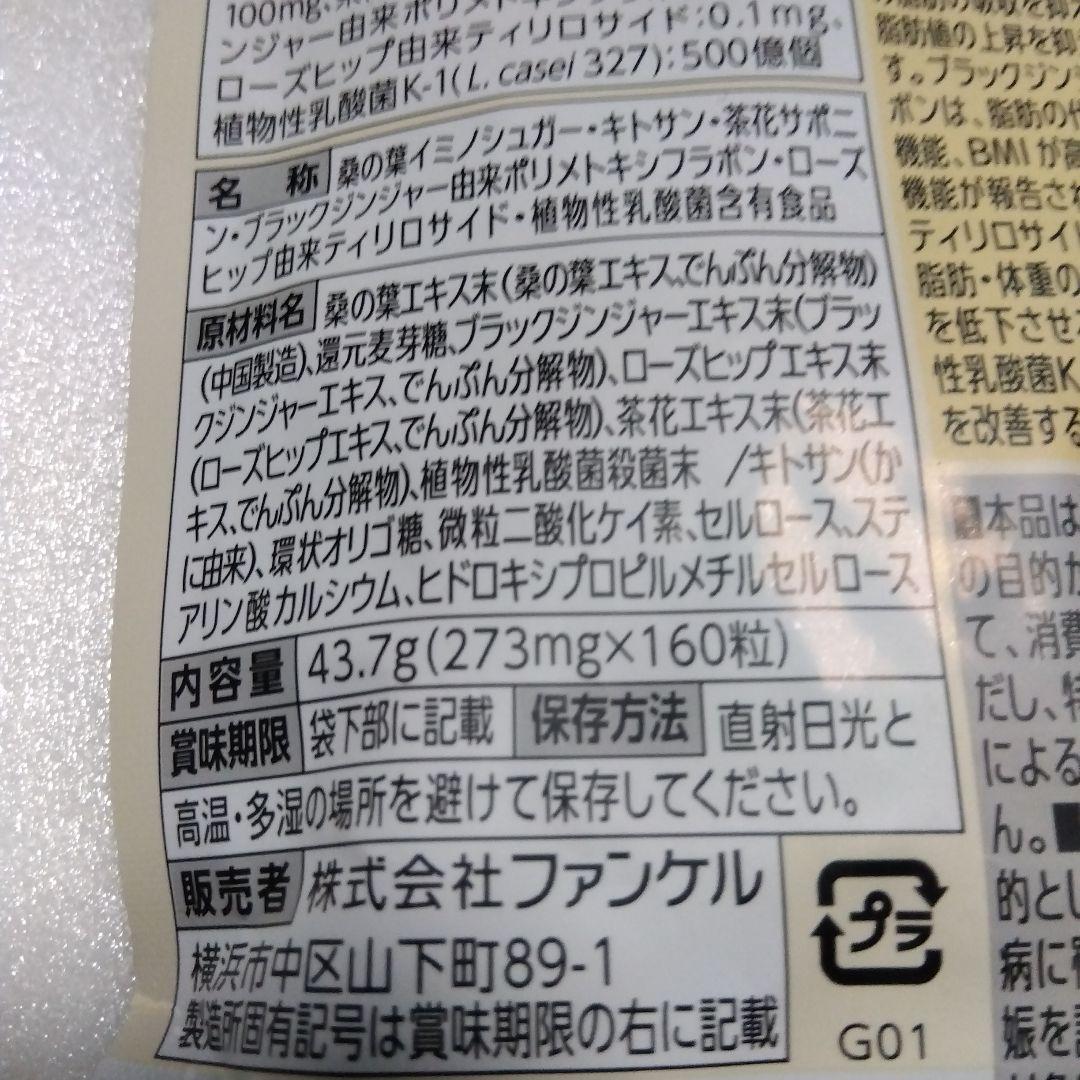 100mg、
ンジャー由来ポリメトキシ
ローズヒップ由来ティリロサイド:0.1mg、
植物性乳酸菌K-1(L. casei 327):500億個
名 称 桑の葉イミノシュガー・キトサン・茶花サポニ
ン・ブラックジンジャー由来ポリメトキシフラボン・ローズ
ヒップ由来ティリロサイド・植物性乳酸菌含有食品
原材料名 桑の葉エキス末(桑の葉エキス、でんぷん分解物)
(中国製造)、還元麦芽糖、ブラックジンジャーエキス末(ブラッ
クジンジャーエキス、でんぷん分解物)、ローズヒップエキス末
(ローズヒップエキス、でんぷん分解物)、茶花エキス末(茶花エ
キス、でんぷん分解物)、植物性乳酸菌殺菌末 /キトサン(か
に由来)、環状オリゴ糖、微粒二酸化ケイ素、セルロース、ステ
アリン酸カルシウム、ヒドロキシプロピルメチルセルロース
内容量 43.7g(273mg×160粒)
賞味期限 袋下部に記載 保存方法 直射日光と
高温・多湿の場所を避けて保存してください。
販売者 株式会社ファンケル
横浜市中区山下町89-1
製造所固有記号は賞味期限の右に記載
プラ
G01
脂肪値の上昇を抑
す。ブラックジン
ボンは、脂肪の代
機能、BMIが高
機能が報告され
ティリロサイ
脂肪・体重の
を低下させ
性乳酸菌K
を改善する
本品は
の目的か
て、消費
だし、特
による
ん。
的とし
病に
娠を